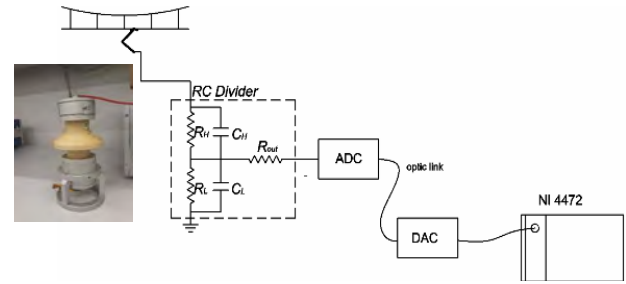 RC Divider
RH
CH
Rout
ADC
optic link
RL
CL
DAC
NI 4472